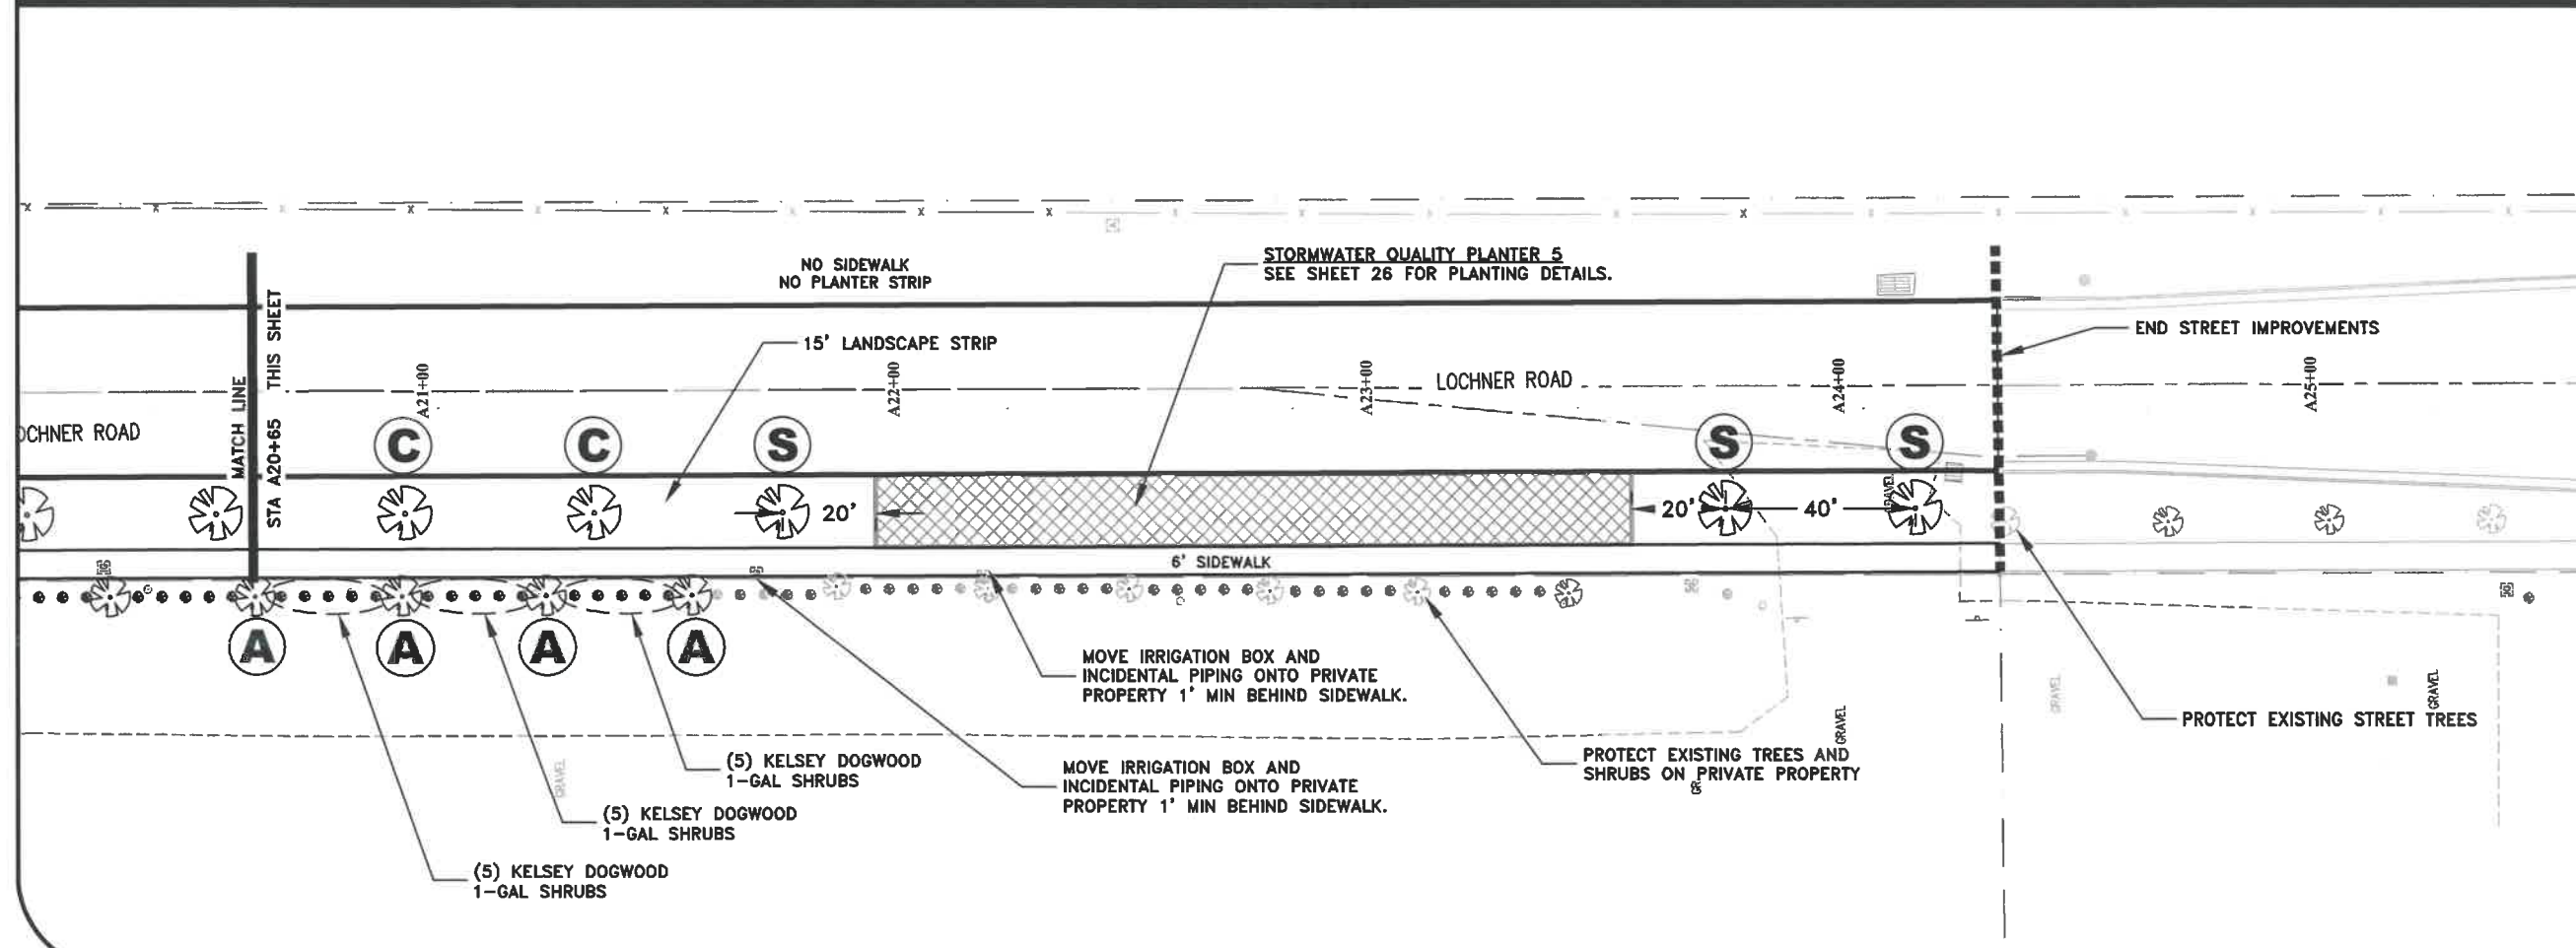 NO SIDEWALK
NO PLANTER STRIP
STORMWATER QUALITY PLANTER 5
SEE SHEET 26 FOR PLANTING DETAILS.
MATCH LINE
STA A20+65 THIS SHEET
15' LANDSCAPE STRIP
END STREET IMPROVEMENTS
A21+00
A22+00
A23+00
LOCHNER ROAD
A24+00
A25+00
OCHNER ROAD
C
C
S
S
S
20'
20'
40'
GRAVEL
6' SIDEWALK
A
A
A
A
MOVE IRRIGATION BOX AND
INCIDENTAL PIPING ONTO PRIVATE
PROPERTY 1' MIN BEHIND SIDEWALK.
GRAVEL
GRAVEL
GRAVEL
PROTECT EXISTING STREET TREES
(5) KELSEY DOGWOOD
1-GAL SHRUBS
GRAVEL
MOVE IRRIGATION BOX AND
INCIDENTAL PIPING ONTO PRIVATE
PROPERTY 1' MIN BEHIND SIDEWALK.
PROTECT EXISTING TREES AND
SHRUBS ON PRIVATE PROPERTY
(5) KELSEY DOGWOOD
1-GAL SHRUBS
(5) KELSEY DOGWOOD
1-GAL SHRUBS